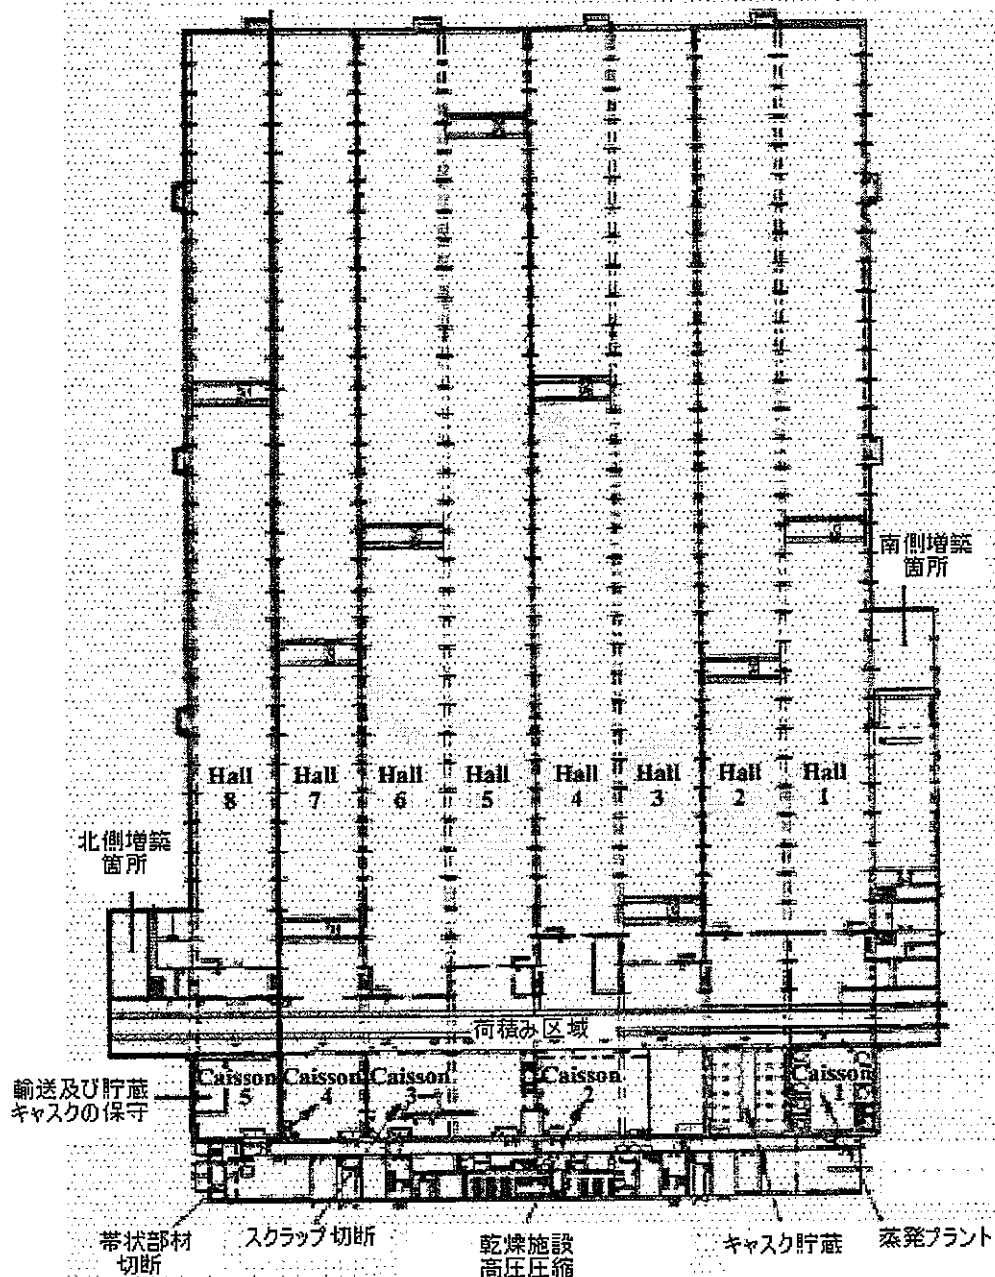 南側増築
箇所
Hall
8
Hall
7
Hall
6
Hall
5
Hall
4
Hall
3
Hall
2
Hall
1
北側増築
箇所
荷積み区域
輸送及び貯蔵
キャスクの保守
Caisson
5
Caisson
4
Caisson
3
Caisson
2
Caisson
1
帯状部材
切断
スクラップ切断
乾燥施設
高圧圧縮
キャスク貯蔵
蒸発プラント